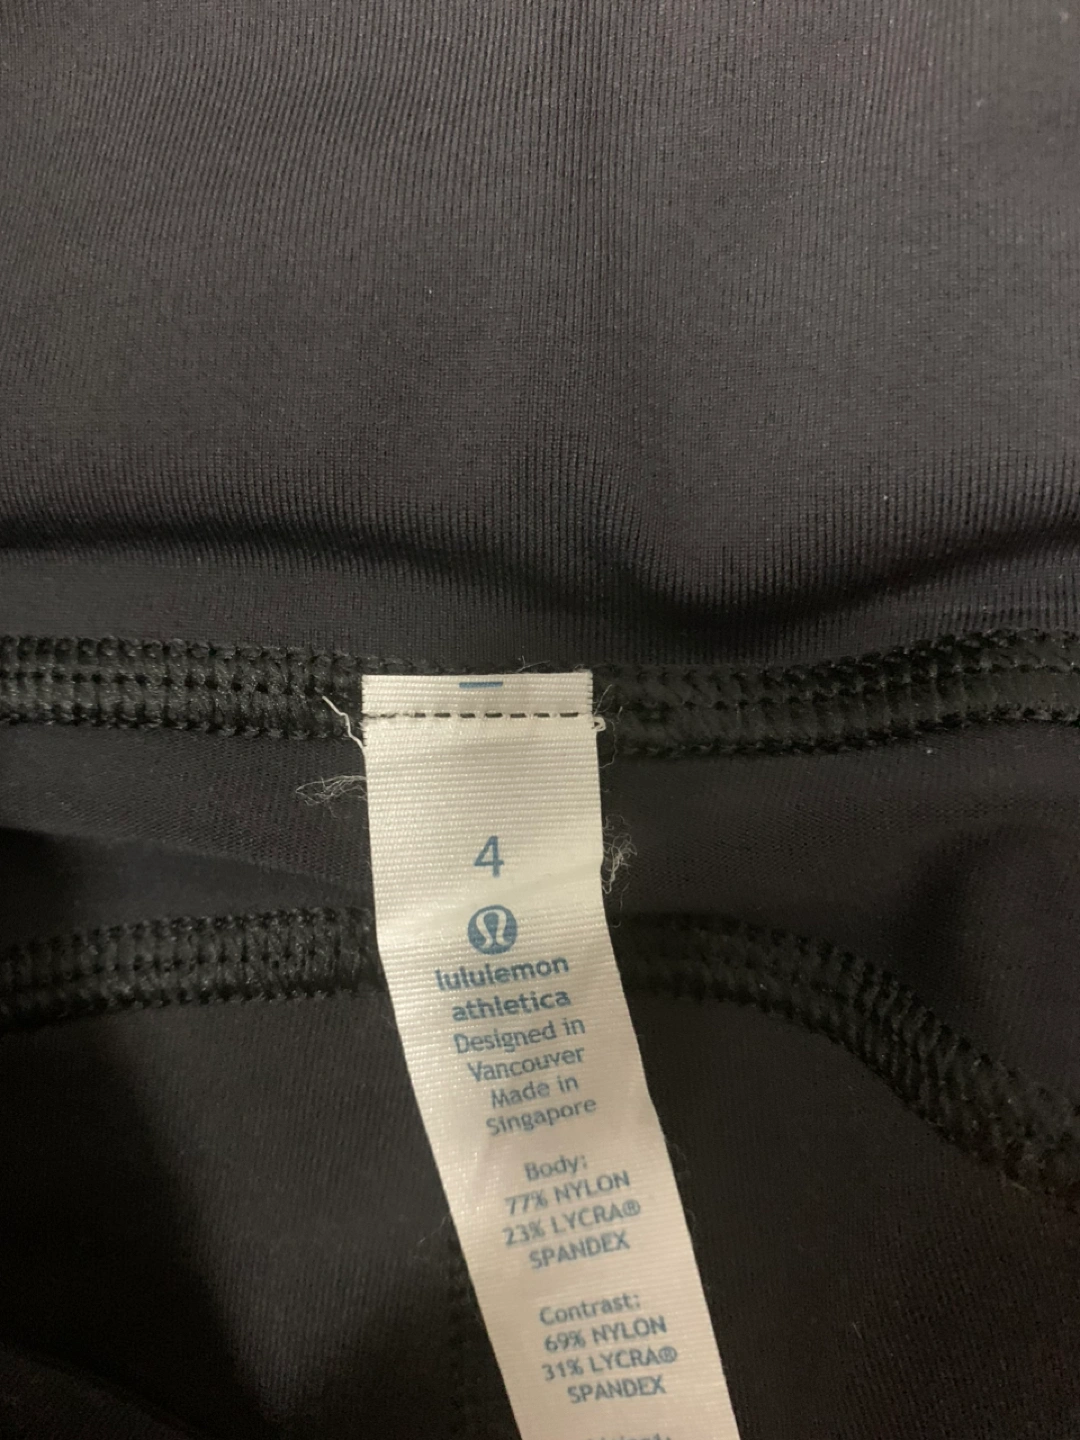 4
lululemon
athletica
Designed in
Vancouver
Made in
Singapore
Body:
77% NYLON
23% LYCRA®
SPANDEX
Contrast:
69% NYLON
31% LYCRA®
SPANDEX